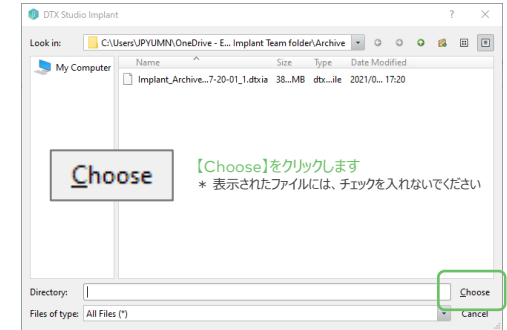 DTX Studio Implant
Look in:
C:\Users\JPYUMN\OneDrive - E... Implant Team folder\Archive
My Computer
Name Size Type Date Modified
Implant_Archive...7-20-01_1.dtxia 38...MB dtx...ile 2021/0... 17:20
Choose
【Choose】をクリックします
* 表示されたファイルには、チェックを入れないでください
Directory:
Choose
Files of type: All Files (*)
Cancel